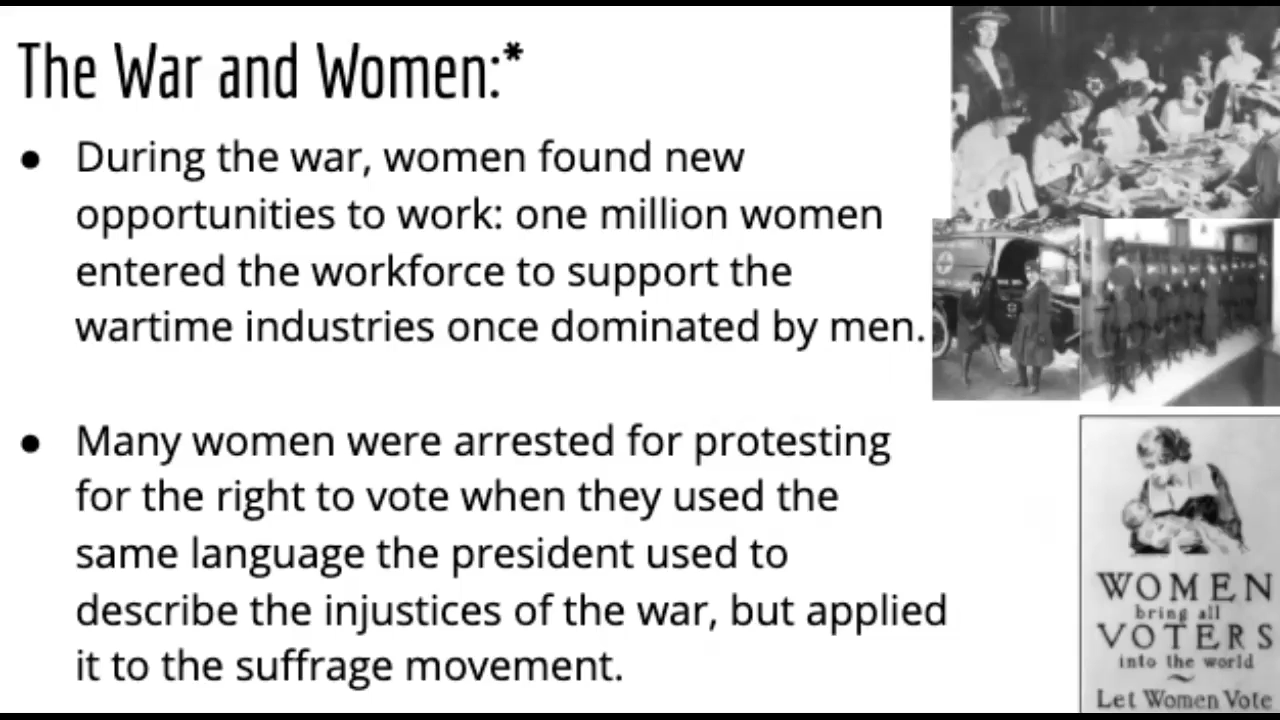 The War and Women:*
● During the war, women found new
opportunities to work: one million women
entered the workforce to support the
wartime industries once dominated by men.
● Many women were arrested for protesting
for the right to vote when they used the
same language the president used to
describe the injustices of the war, but applied
it to the suffrage movement.
WOMEN
bring all
VOTERS
into the world
Let Women Vote